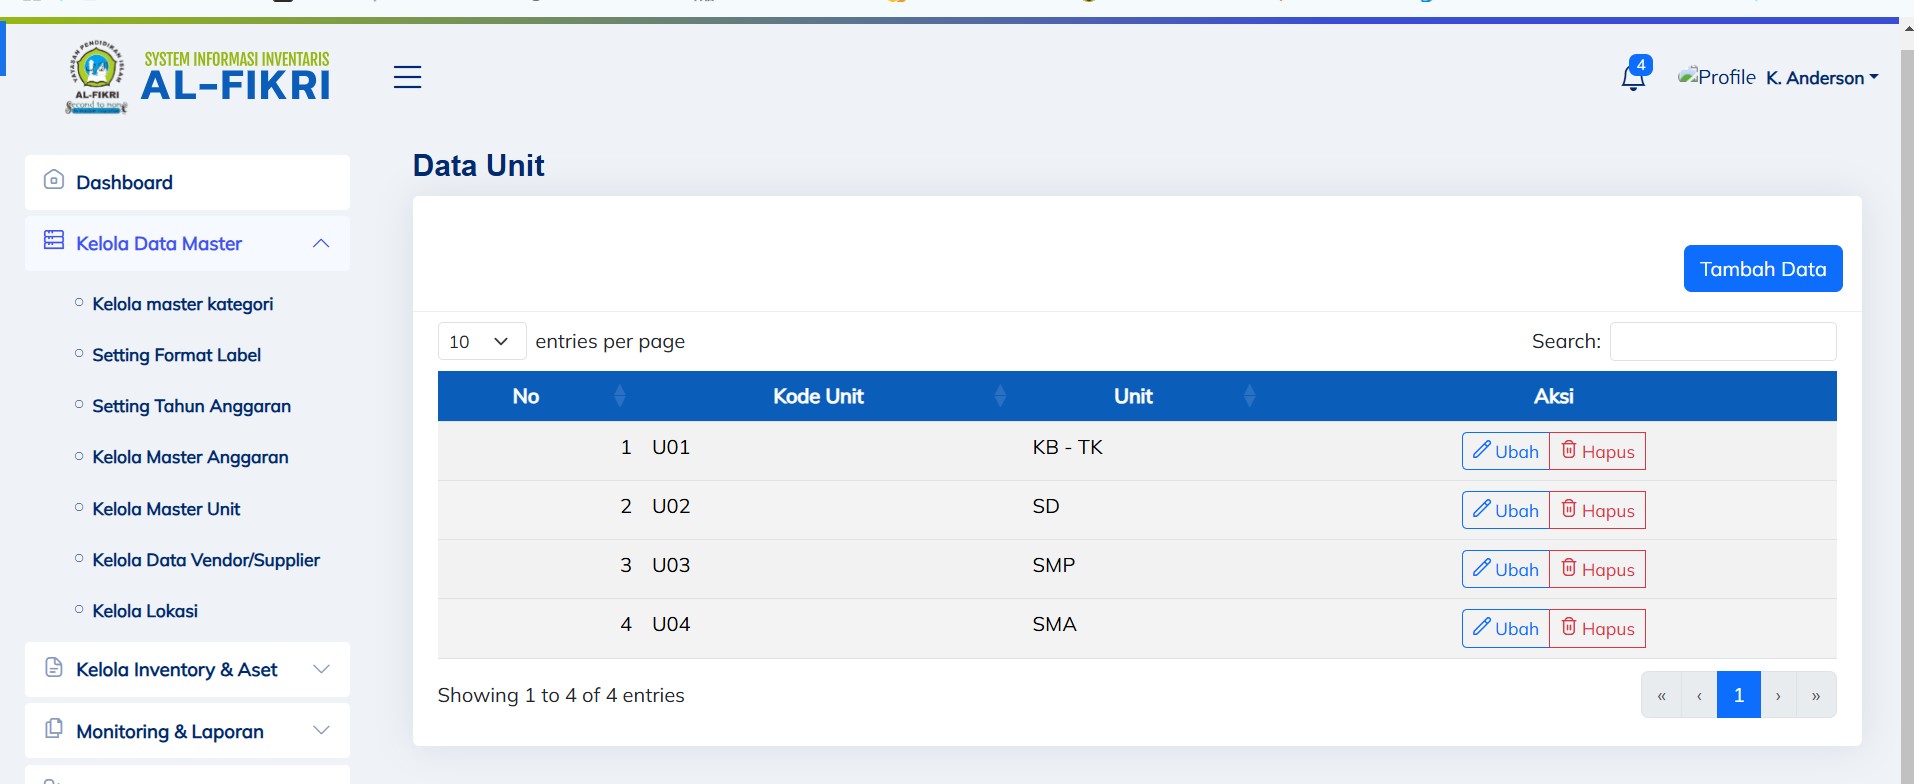 YAYASAN PENDIDIKAN ISLAM
AL-FIKRI
Second to none
SYSTEM INFORMASI INVENTARIS
AL-FIKRI
4
Profile
K. Anderson
Dashboard
Kelola Data Master
Kelola master kategori
Setting Format Label
Setting Tahun Anggaran
Kelola Master Anggaran
Kelola Master Unit
Kelola Data Vendor/Supplier
Kelola Lokasi
Kelola Inventory & Aset
Monitoring & Laporan
Data Unit
Tambah Data
10 entries per page
Search:
No Kode Unit Unit Aksi
1 U01 KB - TK Ubah Hapus
2 U02 SD Ubah Hapus
3 U03 SMP Ubah Hapus
4 U04 SMA Ubah Hapus
Showing 1 to 4 of 4 entries
« ‹ 1 › »